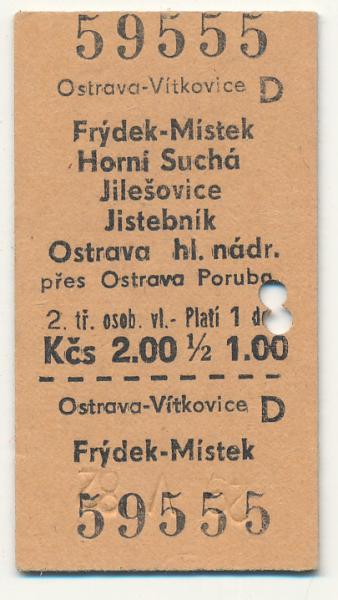 59555
Ostrava-Vítkovice D
Frýdek-Místek
Horní Suchá
Jilešovice
Jistebník
Ostrava hl. nádr.
přes Ostrava Poruba
2. tř. osob. vl.- Platí 1 de
Kčs 2.00 ½ 1.00
Ostrava-Vítkovice D
Frýdek-Místek
59555